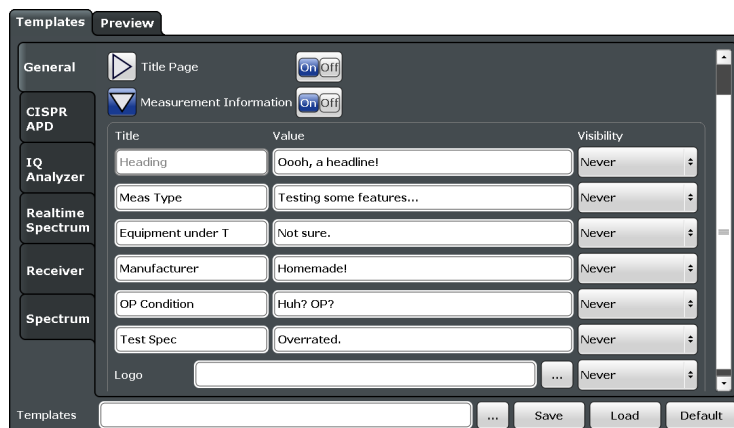 Templates Preview
General
Title Page On Off
Measurement Information On Off
CISPR
APD
Title Value Visibility
IQ
Analyzer
Heading Oooh, a headline! Never
Meas Type Testing some features... Never
Realtime
Spectrum
Equipment under T Not sure. Never
Receiver
Manufacturer Homemade! Never
OP Condition Huh? OP? Never
Spectrum
Test Spec Overrated. Never
Logo ... Never
Templates ... Save Load Default